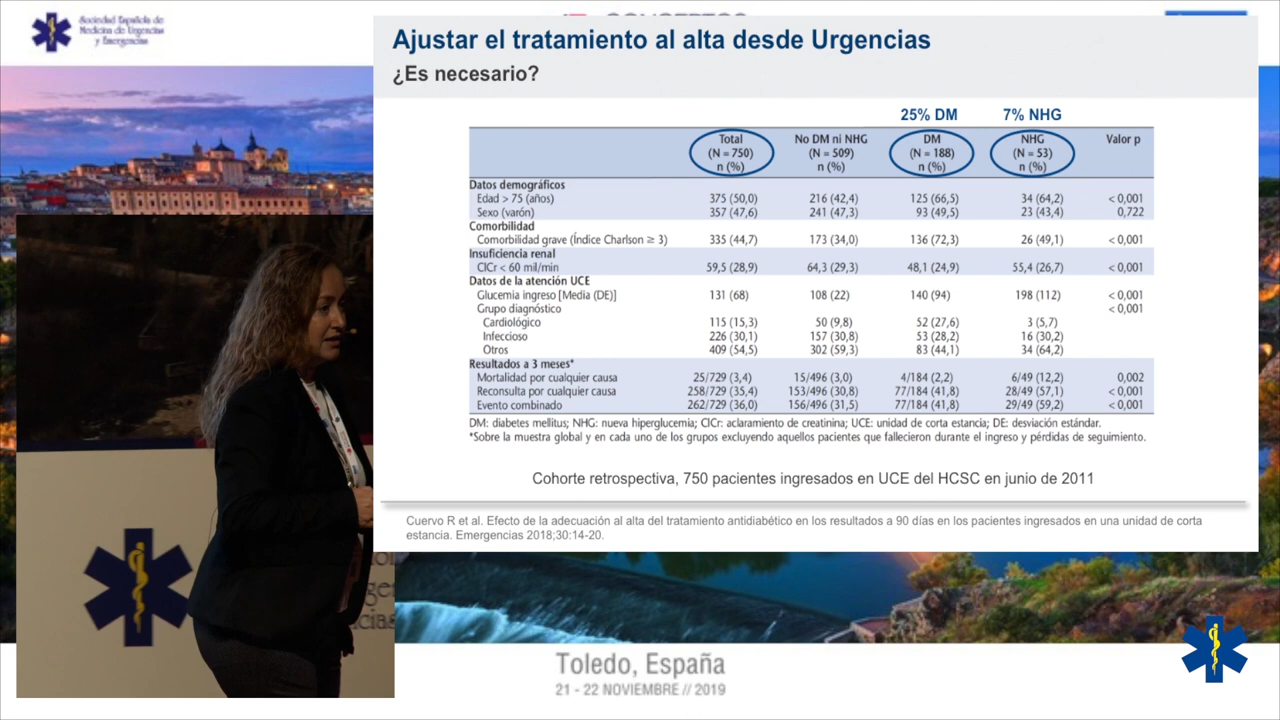 Sociedad Española de
Medicina de Urgencias
y Emergencias
Ajustar el tratamiento al alta desde Urgencias
¿Es necesario?
25% DM 7% NHG
Total No DM ni NHG DM NHG Valor p
(N = 750) (N = 509) (N = 188) (N = 53)
n (%) n (%) n (%) n (%)
Datos demográficos
Edad > 75 (años) 375 (50,0) 216 (42,4) 125 (66,5) 34 (64,2) < 0,001
Sexo (varón) 357 (47,6) 241 (47,3) 93 (49,5) 23 (43,4) 0,722
Comorbilidad
Comorbilidad grave (Índice Charlson ≥ 3) 335 (44,7) 173 (34,0) 136 (72,3) 26 (49,1) < 0,001
Insuficiencia renal
ClCr < 60 mil/min 59,5 (28,9) 64,3 (29,3) 48,1 (24,9) 55,4 (26,7) < 0,001
Datos de la atención UCE
Glucemia ingreso [Media (DE)] 131 (68) 108 (22) 140 (94) 198 (112) < 0,001
Grupo diagnóstico < 0,001
Cardiológico 115 (15,3) 50 (9,8) 52 (27,6) 3 (5,7)
Infeccioso 226 (30,1) 157 (30,8) 53 (28,2) 16 (30,2)
Otros 409 (54,5) 302 (59,3) 83 (44,1) 34 (64,2)
Resultados a 3 meses*
Mortalidad por cualquier causa 25/729 (3,4) 15/496 (3,0) 4/184 (2,2) 6/49 (12,2) 0,002
Reconsulta por cualquier causa 258/729 (35,4) 153/496 (30,8) 77/184 (41,8) 28/49 (57,1) < 0,001
Evento combinado 262/729 (36,0) 156/496 (31,5) 77/184 (41,8) 29/49 (59,2) < 0,001
DM: diabetes mellitus; NHG: nueva hiperglucemia; ClCr: aclaramiento de creatinina; UCE: unidad de corta estancia; DE: desviación estándar.
*Sobre la muestra global y en cada uno de los grupos excluyendo aquellos pacientes que fallecieron durante el ingreso y pérdidas de seguimiento.
Cohorte retrospectiva, 750 pacientes ingresados en UCE del HCSC en junio de 2011
Cuervo R et al. Efecto de la adecuación al alta del tratamiento antidiabético en los resultados a 90 días en los pacientes ingresados en una unidad de corta
estancia. Emergencias 2018;30:14-20.
Toledo, España
21 - 22 NOVIEMBRE // 2019